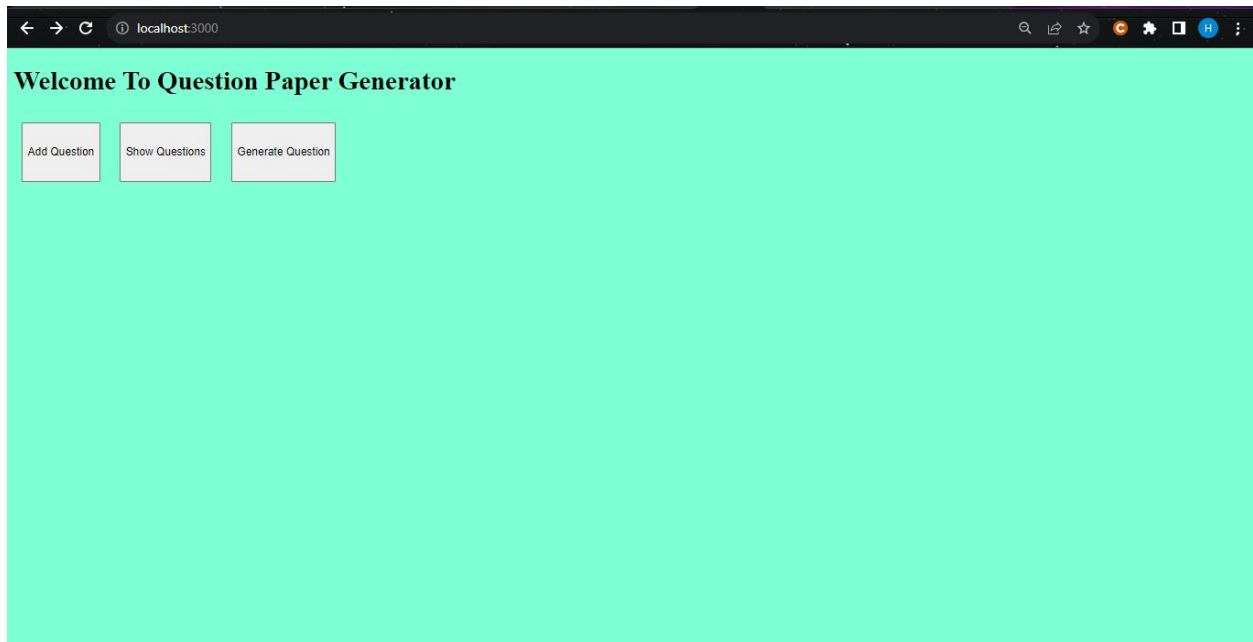 localhost:3000
C
H
Welcome To Question Paper Generator
Add Question Show Questions Generate Question